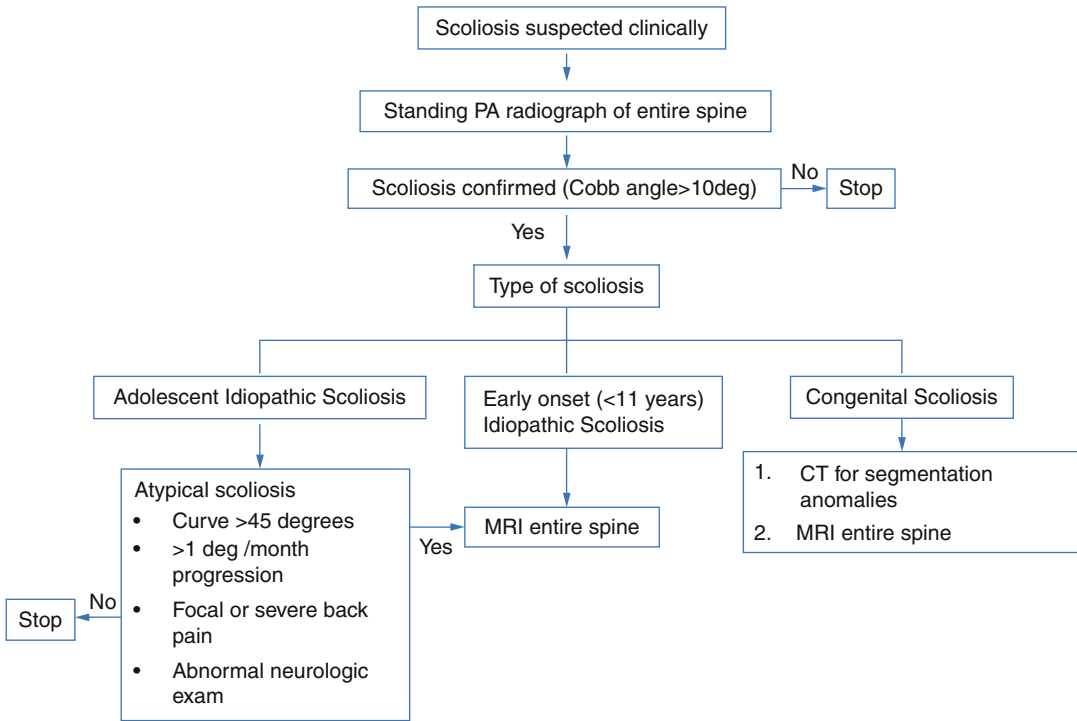 Scoliosis suspected clinically
Standing PA radiograph of entire spine
Scoliosis confirmed (Cobb angle>10deg)
No
Stop
Yes
Type of scoliosis
Adolescent Idiopathic Scoliosis
Early onset (<11 years)
Idiopathic Scoliosis
Congenital Scoliosis
Atypical scoliosis
• Curve >45 degrees
• >1 deg /month
progression
• Focal or severe back
pain
• Abnormal neurologic
exam
No
Stop
Yes
MRI entire spine
1. CT for segmentation
anomalies
2. MRI entire spine